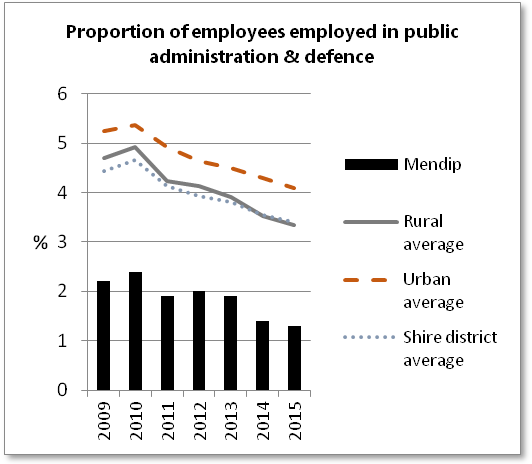 Proportion of employees employed in public
administration & defence
6
5
4
3
2
1
0
%
2009
2010
2011
2012
2013
2014
2015
Mendip
Rural
average
Urban
average
Shire district
average